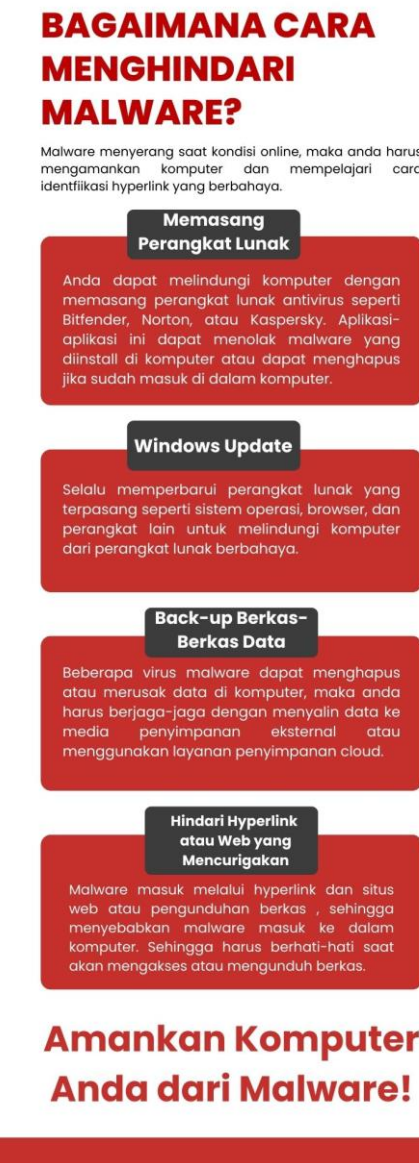 BAGAIMANA CARA
MENGHINDARI
MALWARE?
Malware menyerang saat kondisi online, maka anda harus
mengamankan komputer dan mempelajari cara
identfiikasi hyperlink yang berbahaya.
Memasang
Perangkat Lunak
Anda dapat melindungi komputer dengan
memasang perangkat lunak antivirus seperti
Bitfender, Norton, atau Kaspersky. Aplikasi-
aplikasi ini dapat menolak malware yang
diinstall di komputer atau dapat menghapus
jika sudah masuk di dalam komputer.
Windows Update
Selalu memperbarui perangkat lunak yang
terpasang seperti sistem operasi, browser, dan
perangkat lain untuk melindungi komputer
dari perangkat lunak berbahaya.
Back-up Berkas-
Berkas Data
Beberapa virus malware dapat menghapus
atau merusak data di komputer, maka anda
harus berjaga-jaga dengan menyalin data ke
media penyimpanan eksternal atau
menggunakan layanan penyimpanan cloud.
Hindari Hyperlink
atau Web yang
Mencurigakan
Malware masuk melalui hyperlink dan situs
web atau pengunduhan berkas , sehingga
menyebabkan malware masuk ke dalam
komputer. Sehingga harus berhati-hati saat
akan mengakses atau mengunduh berkas.
Amankan Komputer
Anda dari Malware!